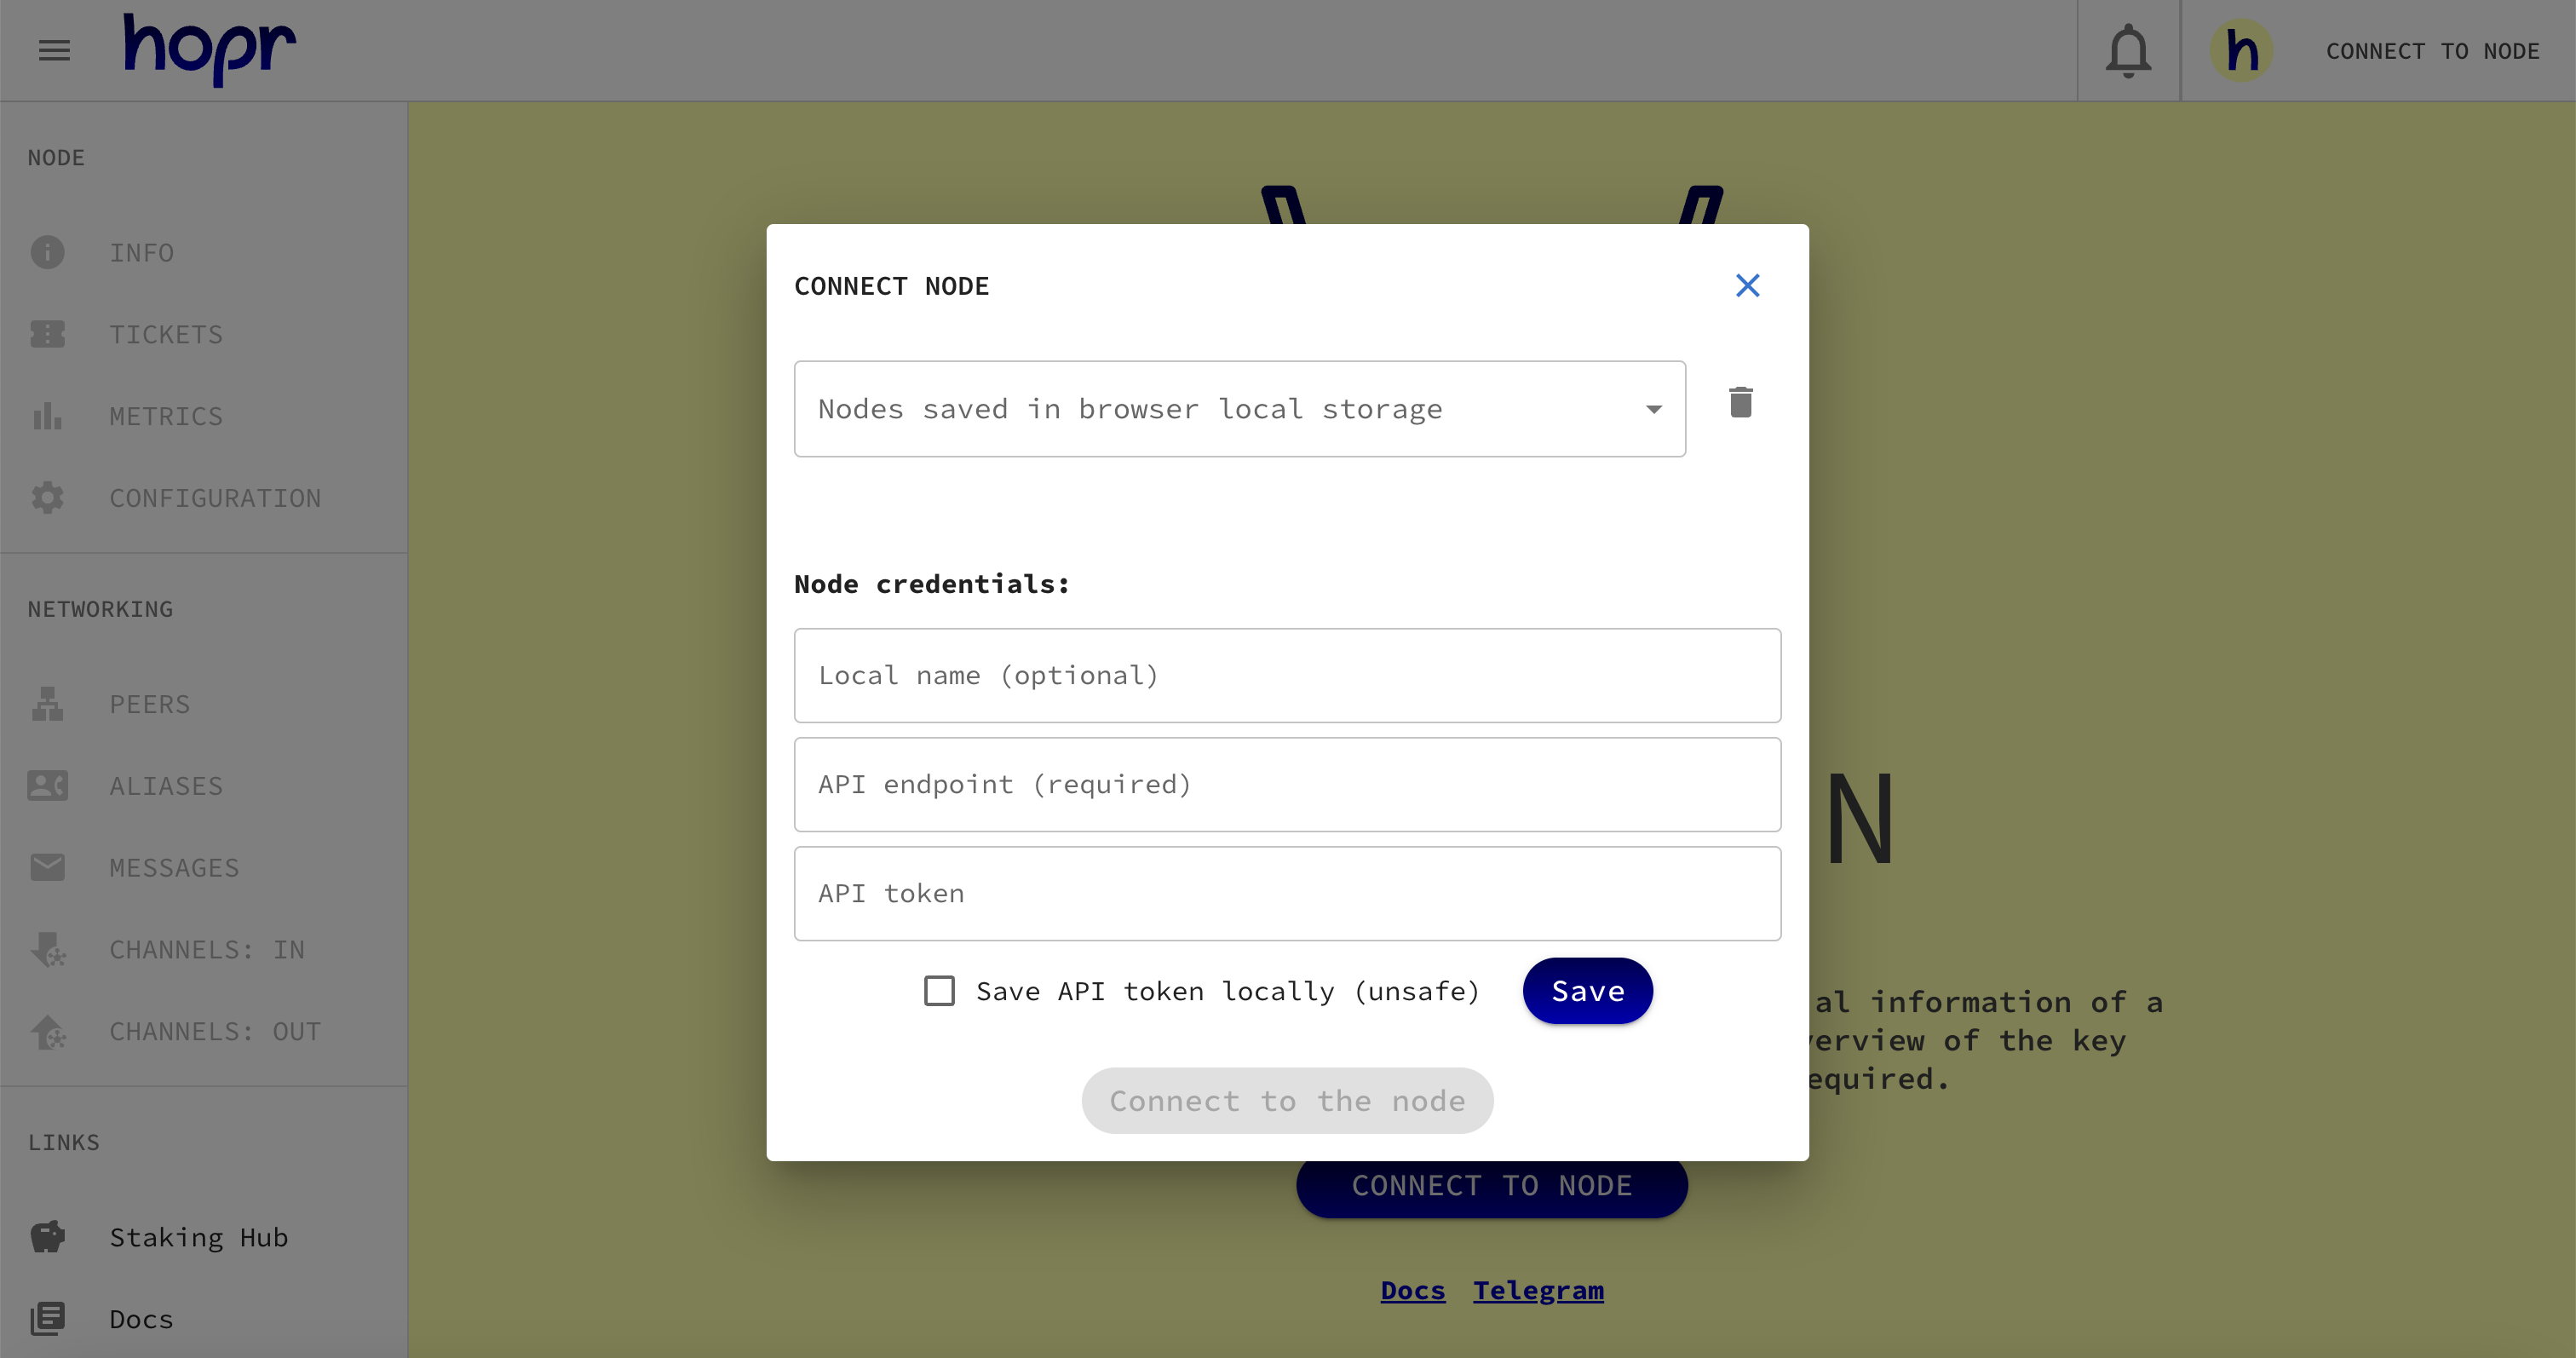 hopr
h
CONNECT TO NODE
NODE
INFO
TICKETS
METRICS
CONFIGURATION
NETWORKING
PEERS
ALIASES
MESSAGES
CHANNELS: IN
CHANNELS: OUT
LINKS
Staking Hub
Docs
CONNECT NODE
Nodes saved in browser local storage
Node credentials:
Local name (optional)
API endpoint (required)
API token
Save API token locally (unsafe)
Save
Connect to the node
N
al information of a
verview of the key
equired.
CONNECT TO NODE
Docs Telegram